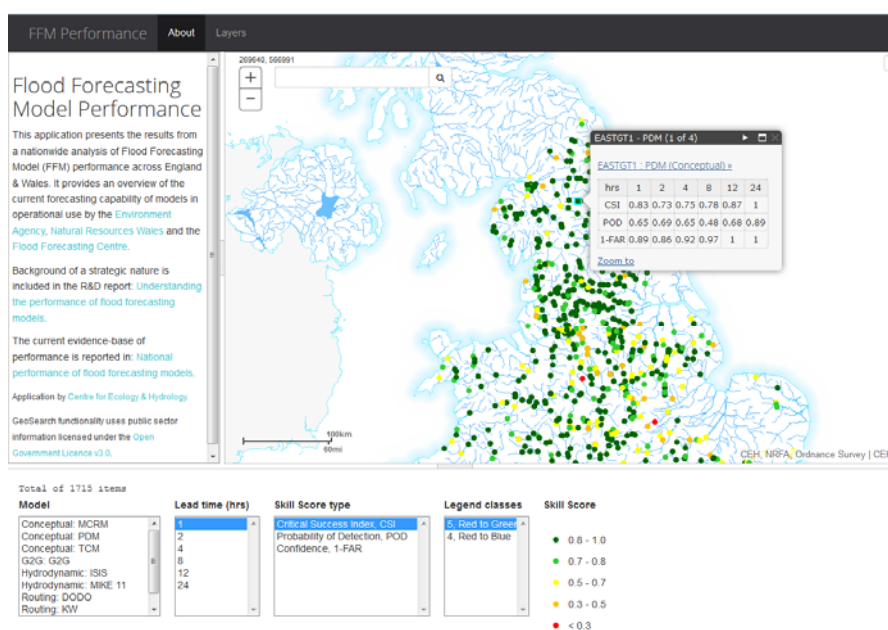 FFM Performance About Layers
Flood Forecasting
Model Performance
This application presents the results from
a nationwide analysis of Flood Forecasting
Model (FFM) performance across England
& Wales. It provides an overview of the
current forecasting capability of models in
operational use by the Environment
Agency, Natural Resources Wales and the
Flood Forecasting Centre.
Background of a strategic nature is
included in the R&D report: Understanding
the performance of flood forecasting
models.
The current evidence-base of
performance is reported in: National
performance of flood forecasting models.
Application by Centre for Ecology & Hydrology.
GeoSearch functionality uses public sector
information licensed under the Open
Government Licence v3.0.
269640, 566991
+
−
EASTGT1 - PDM (1 of 4)
EASTGT1 : PDM (Conceptual) »
hrs 1 2 4 8 12 24
CSI 0.83 0.73 0.75 0.78 0.87 1
POD 0.65 0.69 0.65 0.48 0.68 0.89
1-FAR 0.89 0.86 0.92 0.97 1 1
Zoom to
100km
60mi
CEH, NRFA, Ordnance Survey | CEH
Total of 1715 items
Model
Conceptual: MCRM
Conceptual: PDM
Conceptual: TCM
G2G: G2G
Hydrodynamic: ISIS
Hydrodynamic: MIKE 11
Routing: DODO
Routing: KW
Lead time (hrs)
1
2
4
8
12
24
Skill Score type
Critical Success Index, CSI
Probability of Detection, POD
Confidence, 1-FAR
Legend classes
5, Red to Green
4, Red to Blue
Skill Score
0.8 - 1.0
0.7 - 0.8
0.5 - 0.7
0.3 - 0.5
< 0.3